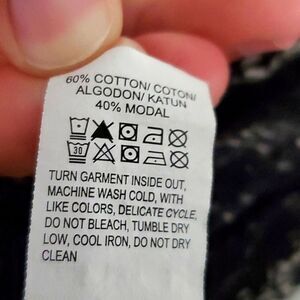 60% COTTON/ COTON/
ALGODON/ KATUN
40% MODAL
30
TURN GARMENT INSIDE OUT,
MACHINE WASH COLD, WITH
LIKE COLORS, DELICATE CYCLE,
DO NOT BLEACH, TUMBLE DRY
LOW, COOL IRON, DO NOT DRY
CLEAN